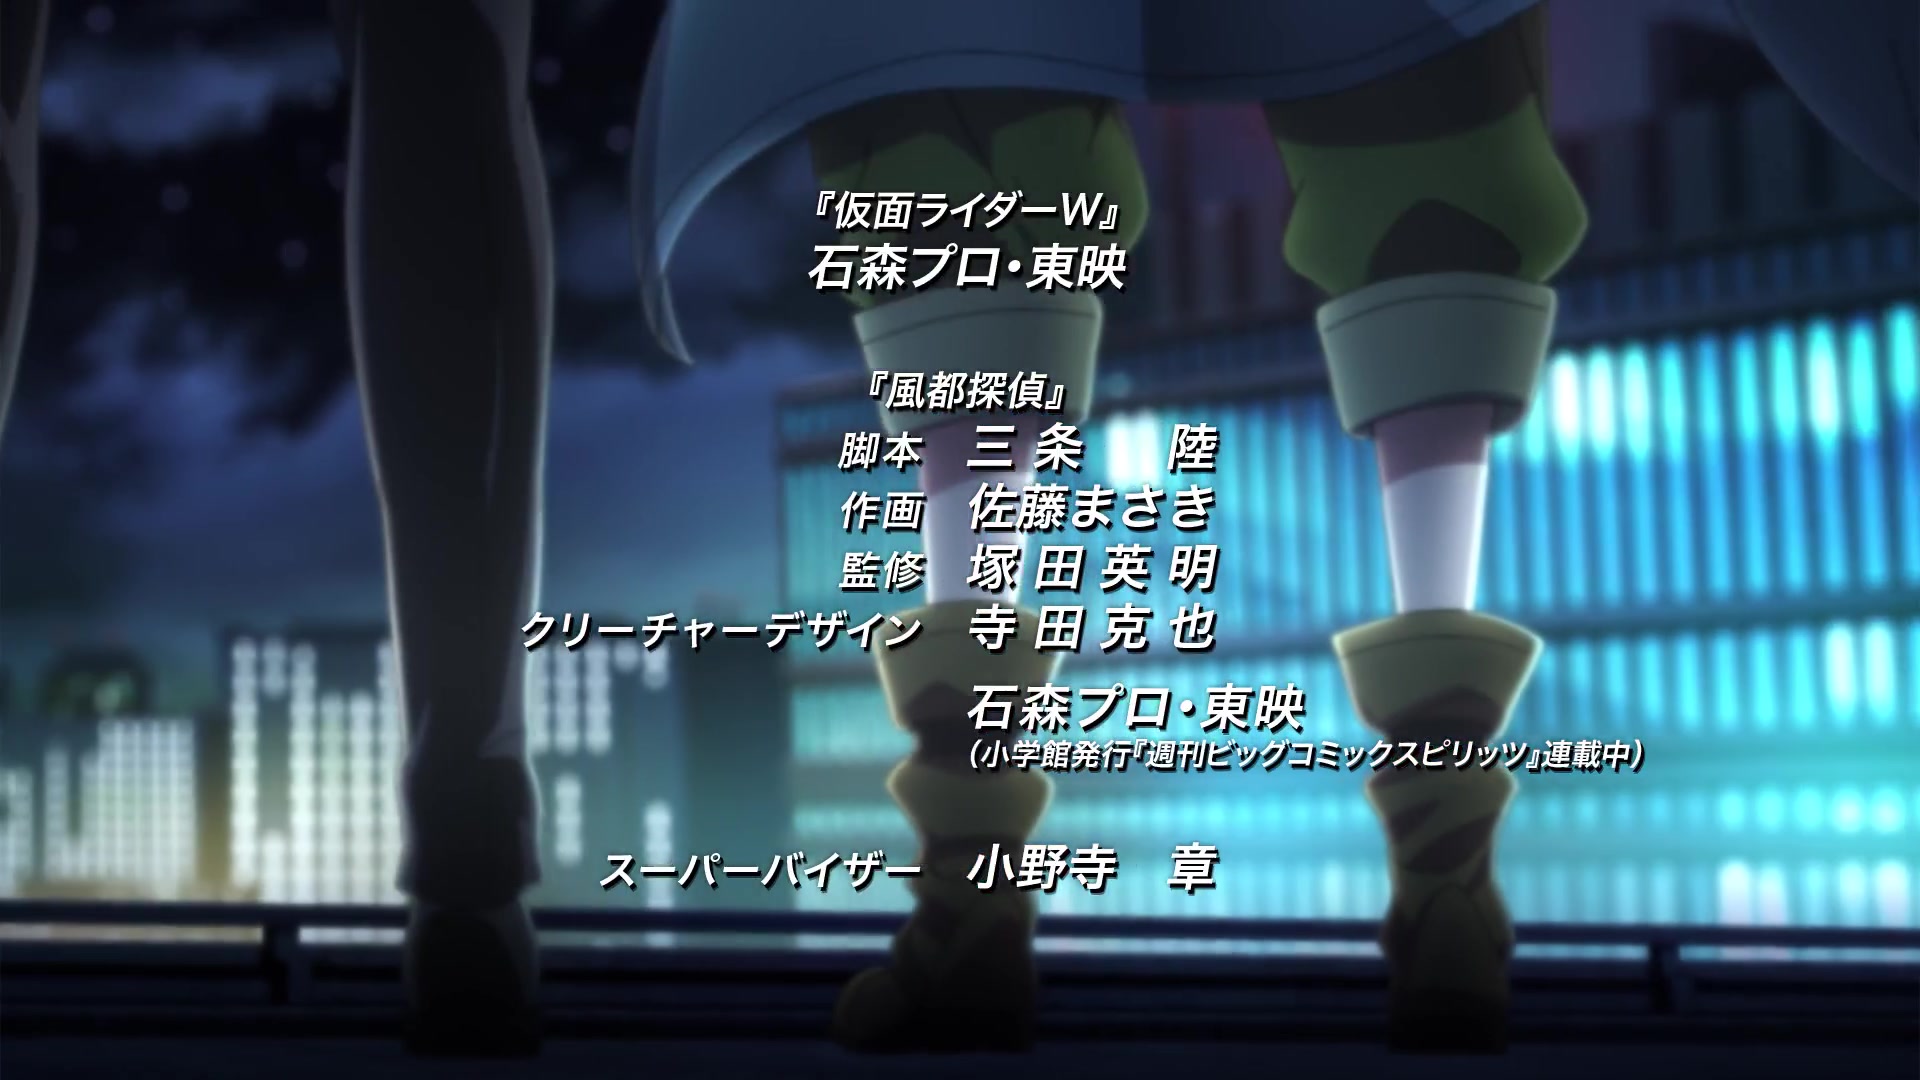 『仮面ライダーW』
石森プロ・東映
『風都探偵』
脚本 三条 陸
作画 佐藤まさき
監修 塚田英明
クリーチャーデザイン 寺田克也
石森プロ・東映
(小学館発行『週刊ビッグコミックスピリッツ』連載中)
スーパーバイザー 小野寺 章